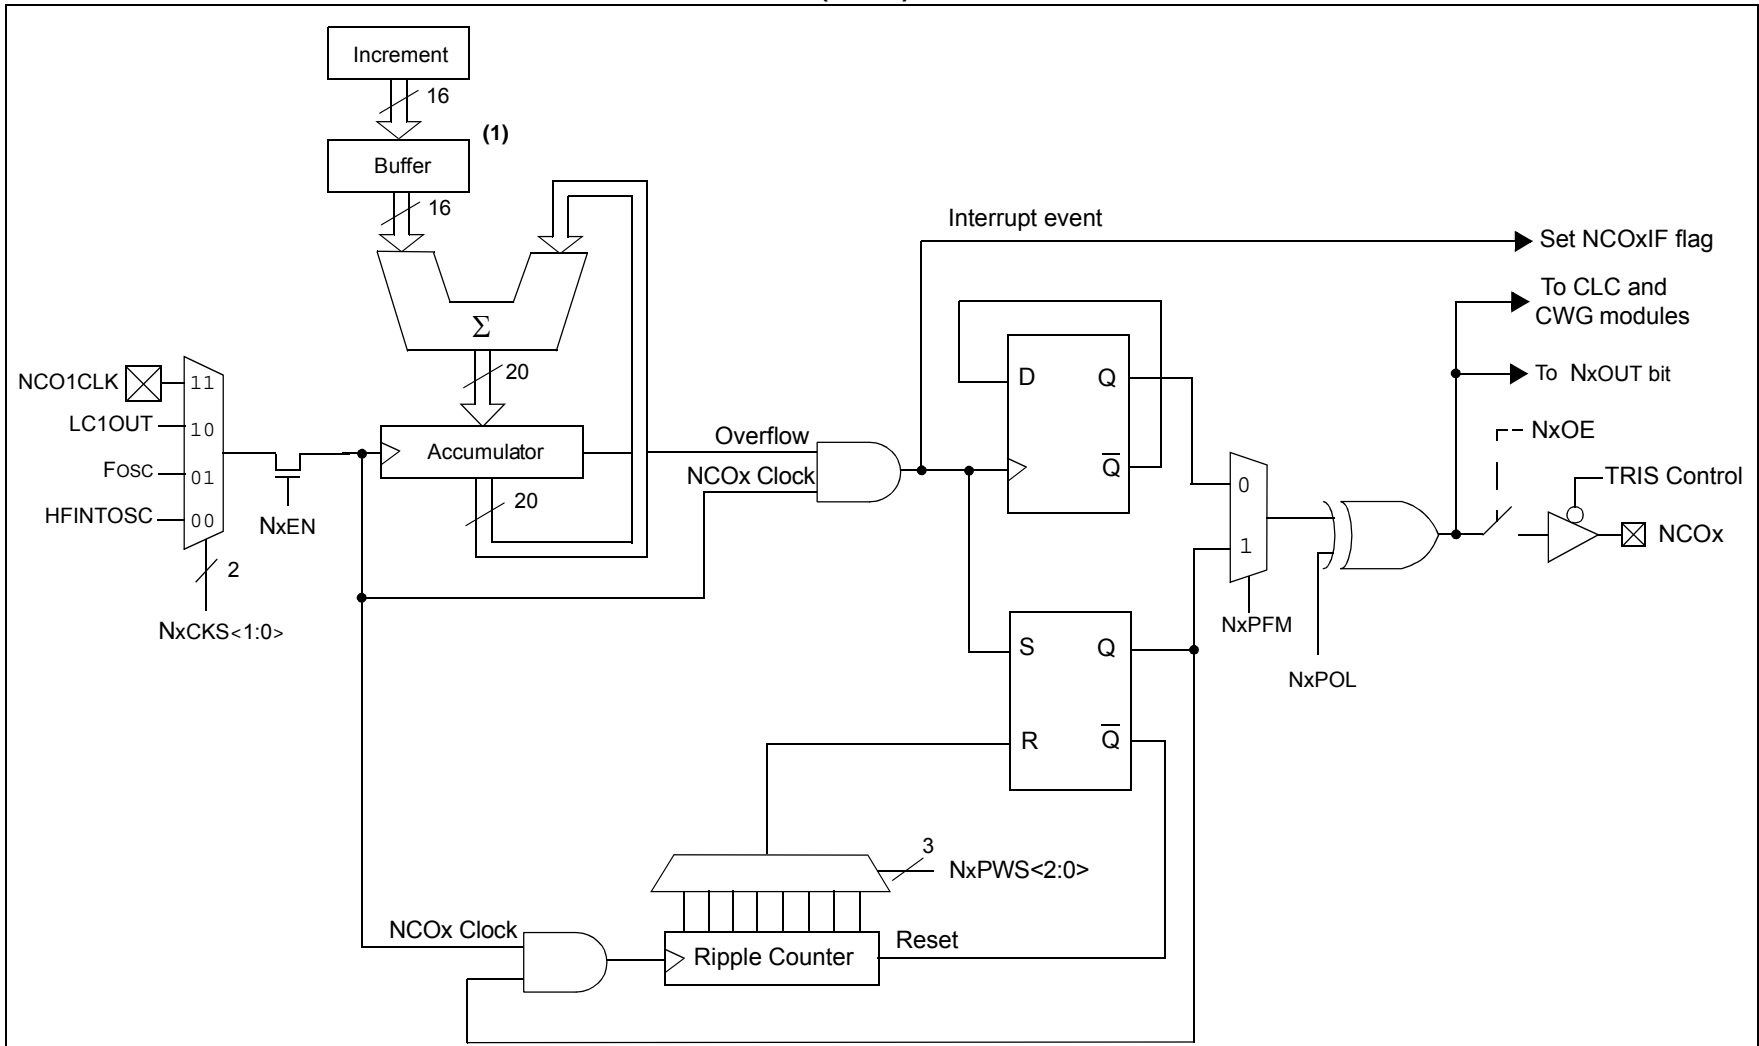 Increment
16
(1)
Buffer
16
Interrupt event
Set NCOxIF flag
To CLC and
CWG modules
Σ
20
D
Q
Q
To NxOUT bit
NCO1CLK
11
LC1OUT
10
FOSC
01
HFINTOSC
00
NxEN
2
NxCKS<1:0>
Accumulator
20
Overflow
NCOx Clock
0
1
NxPFM
NxPOL
NxOE
TRIS Control
NCOx
S
Q
R
Q
3
NxPWS<2:0>
NCOx Clock
Ripple Counter
Reset